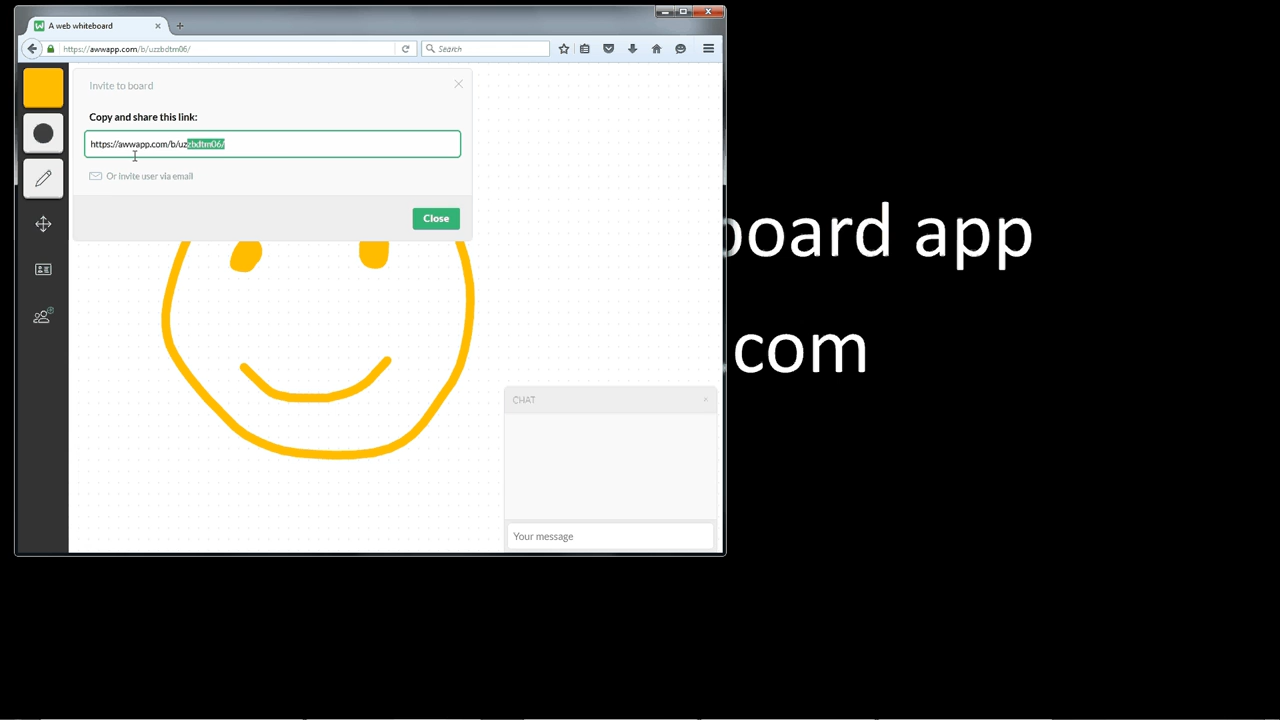 A web whiteboard
https://awwapp.com/b/uzzbdtm06/
Search
Invite to board
Copy and share this link:
https://awwapp.com/b/uzzbdtm06/
Or invite user via email
Close
board app
com
CHAT
Your message